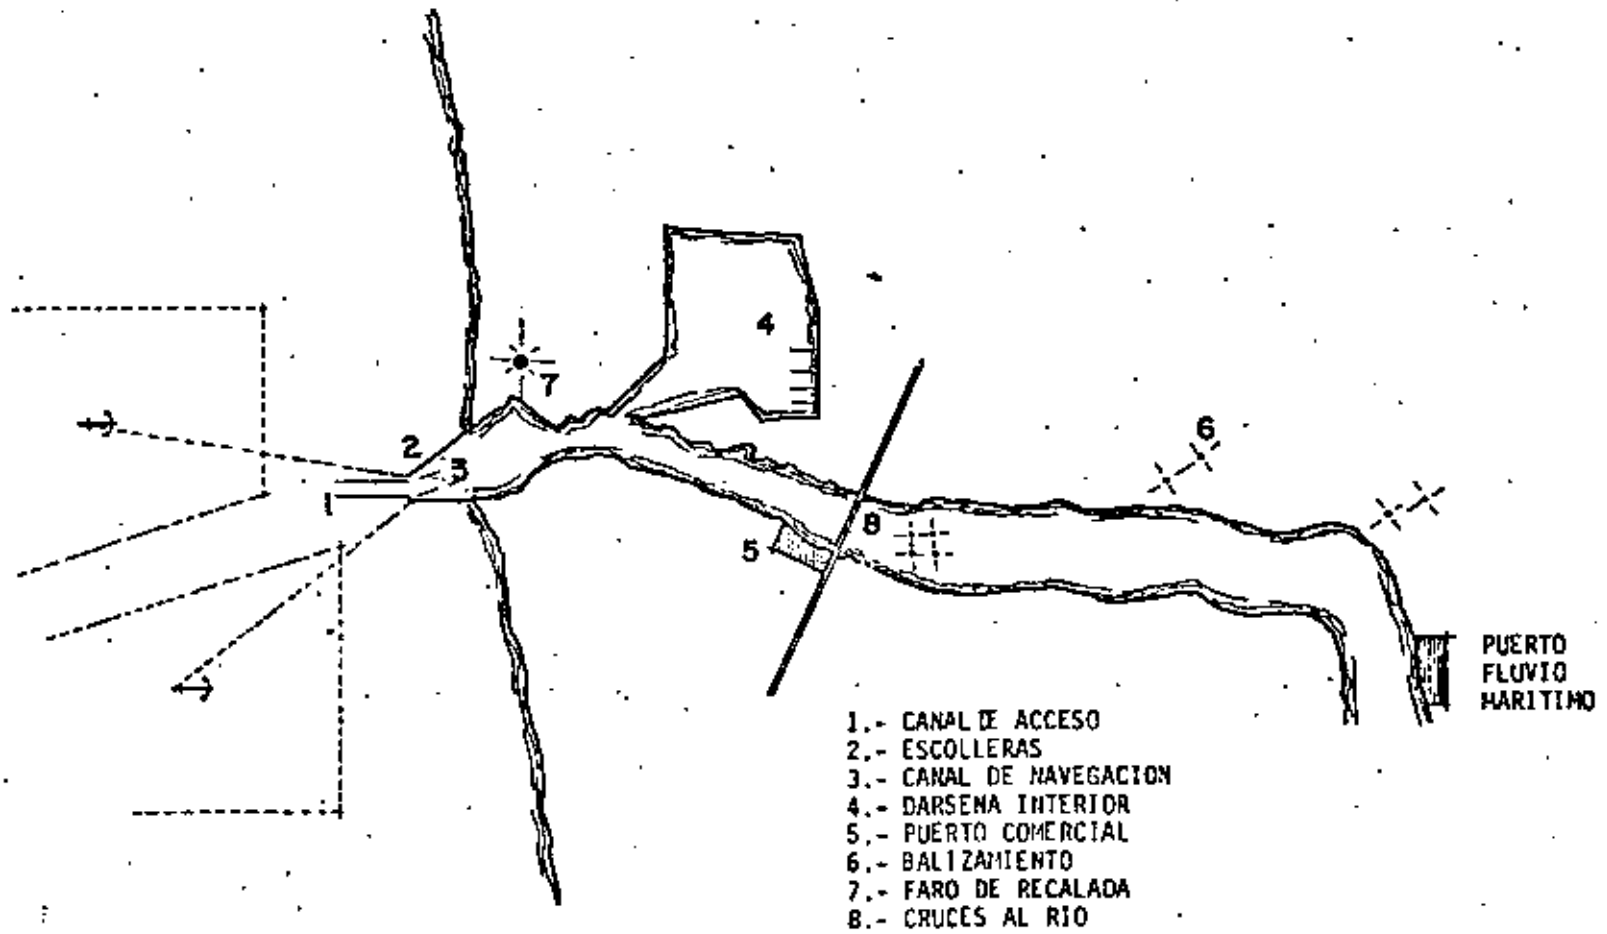 4
7
2
3
1
6
8
5
PUERTO
FLUVIO
MARITIMO
1.- CANAL DE ACCESO
2.- ESCOLLERAS
3.- CANAL DE NAVEGACION
4.- DARSENA INTERIOR
5.- PUERTO COMERCIAL
6.- BALIZAMIENTO
7.- FARO DE RECALADA
8.- CRUCES AL RIO